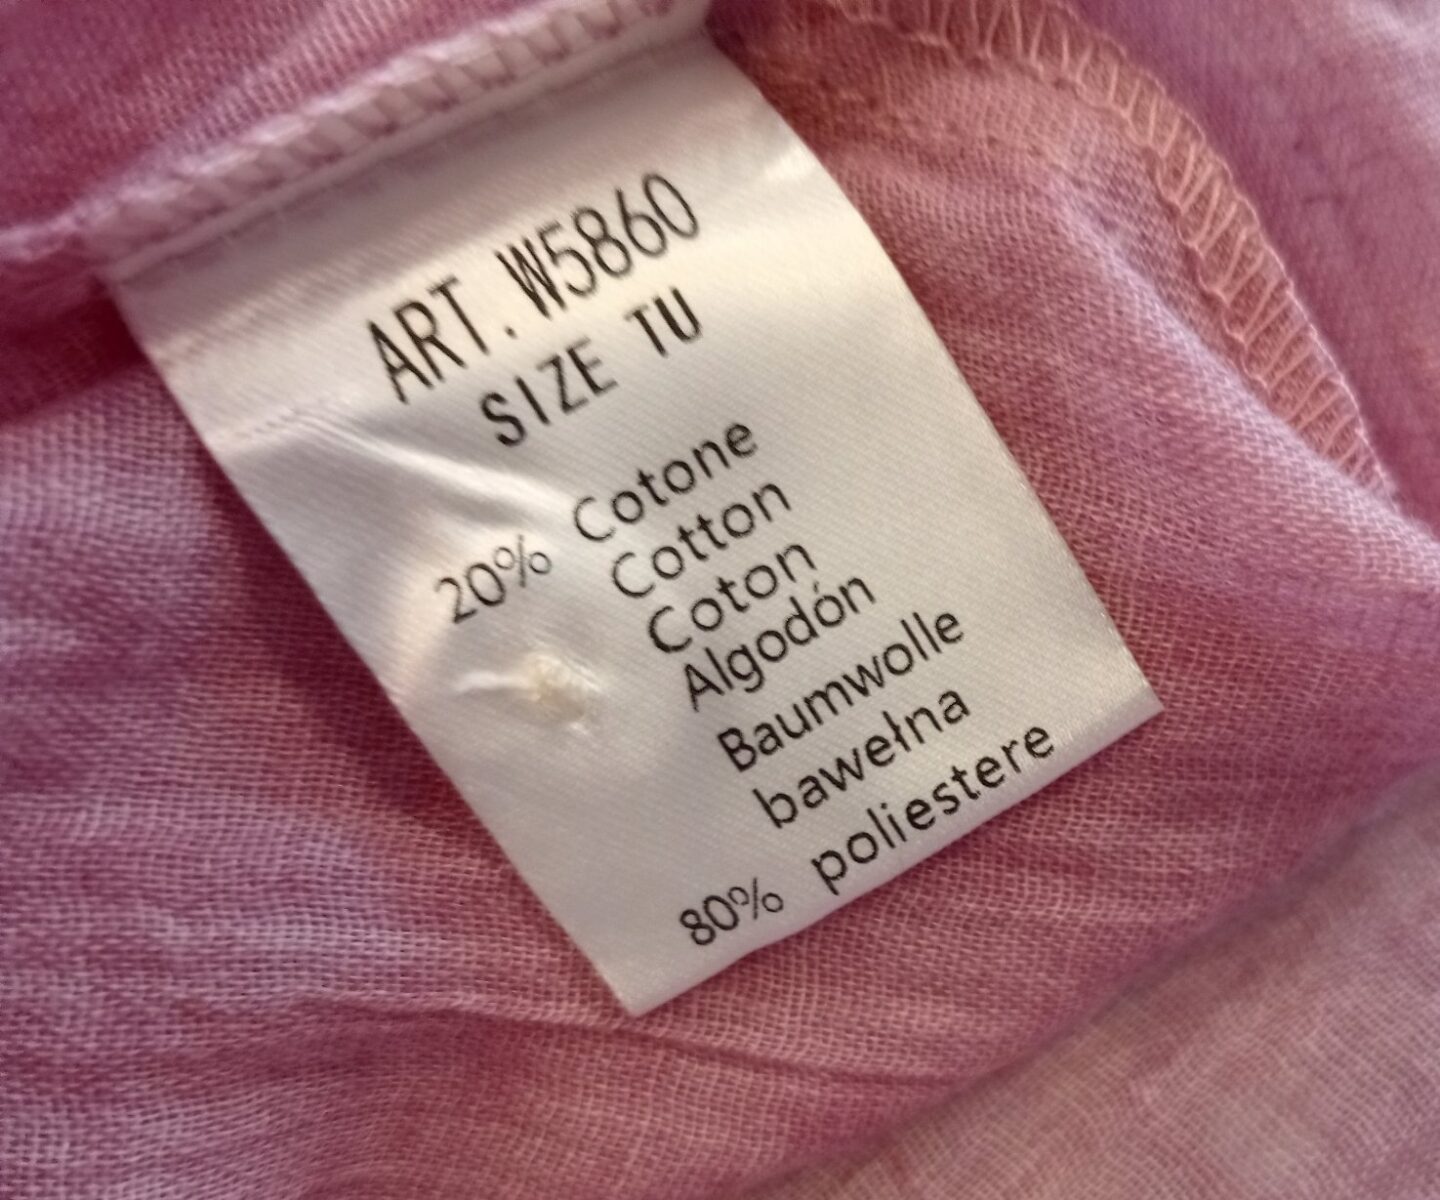 ART. W5860
SIZE TU
20% Cotone
Cotton
Coton
Algodón
Baumwolle
bawełna
80% poliestere